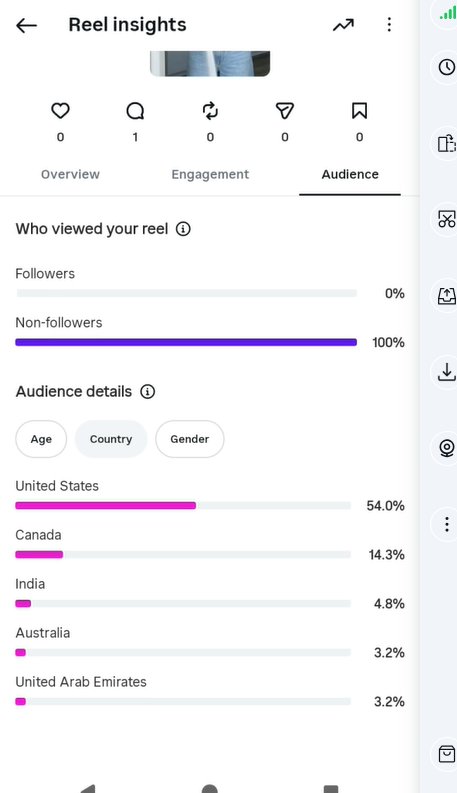 Reel insights
0 1 0 0 0
Overview Engagement Audience
Who viewed your reel
Followers
0%
Non-followers
100%
Audience details
Age Country Gender
United States
54.0%
Canada
14.3%
India
4.8%
Australia
3.2%
United Arab Emirates
3.2%